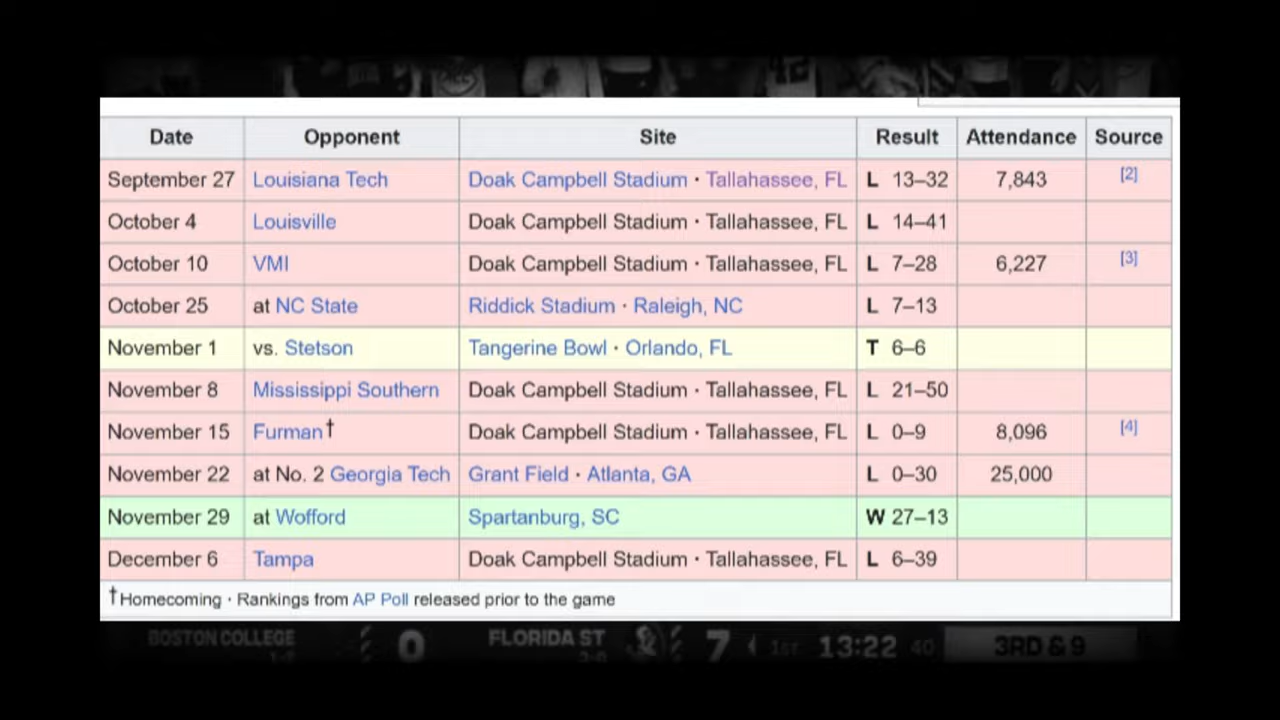 Date Opponent Site Result Attendance Source
September 27 Louisiana Tech Doak Campbell Stadium · Tallahassee, FL L 13–32 7,843 [2]
October 4 Louisville Doak Campbell Stadium · Tallahassee, FL L 14–41
October 10 VMI Doak Campbell Stadium · Tallahassee, FL L 7–28 6,227 [3]
October 25 at NC State Riddick Stadium · Raleigh, NC L 7–13
November 1 vs. Stetson Tangerine Bowl · Orlando, FL T 6–6
November 8 Mississippi Southern Doak Campbell Stadium · Tallahassee, FL L 21–50
November 15 Furman† Doak Campbell Stadium · Tallahassee, FL L 0–9 8,096 [4]
November 22 at No. 2 Georgia Tech Grant Field · Atlanta, GA L 0–30 25,000
November 29 at Wofford Spartanburg, SC W 27–13
December 6 Tampa Doak Campbell Stadium · Tallahassee, FL L 6–39
†Homecoming · Rankings from AP Poll released prior to the game
BOSTON COLLEGE 0 FLORIDA ST 7 1ST 13:22 40 3RD & 9